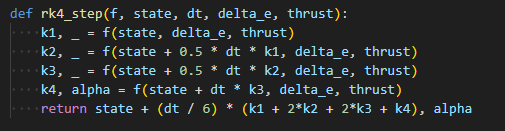 def rk4_step(f, state, dt, delta_e, thrust):
    k1, _ = f(state, delta_e, thrust)
    k2, _ = f(state + 0.5 * dt * k1, delta_e, thrust)
    k3, _ = f(state + 0.5 * dt * k2, delta_e, thrust)
    k4, alpha = f(state + dt * k3, delta_e, thrust)
    return state + (dt / 6) * (k1 + 2*k2 + 2*k3 + k4), alpha